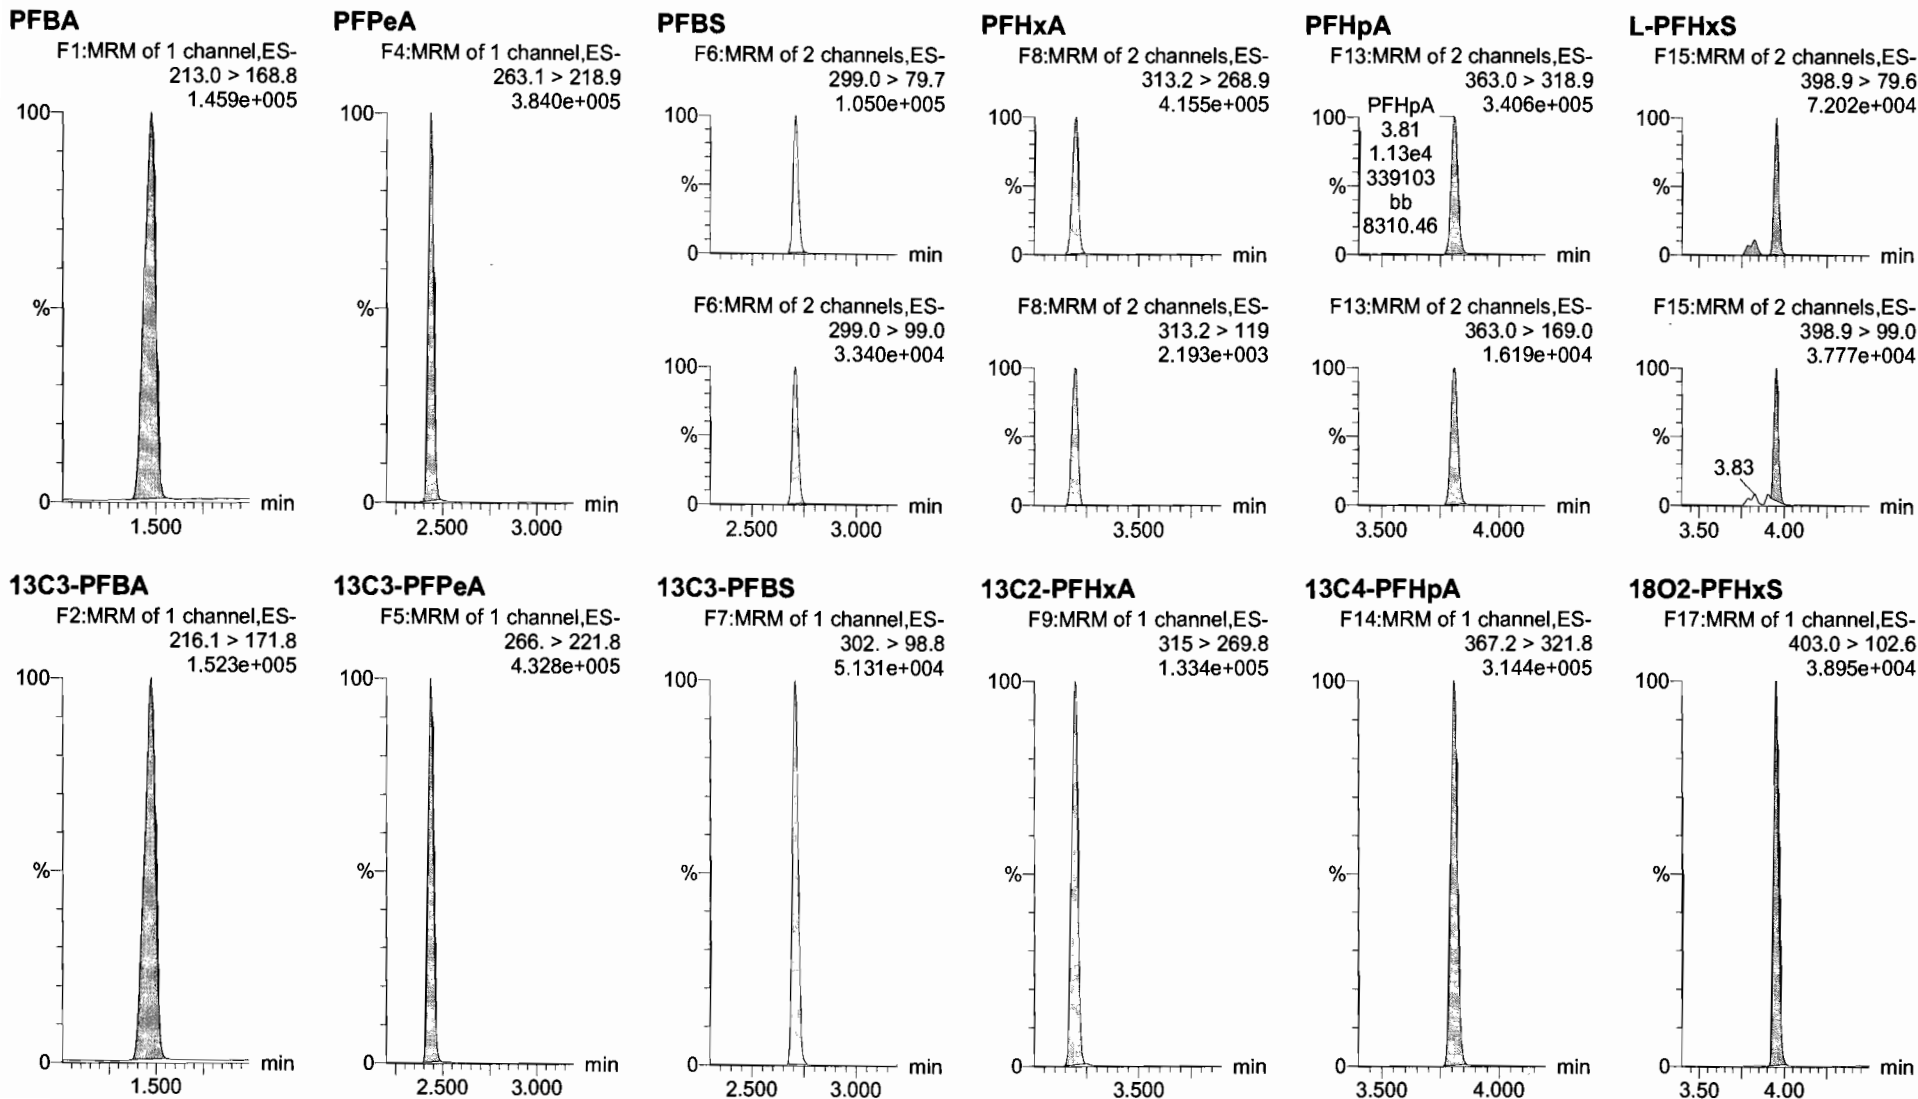 PFBA
F1:MRM of 1 channel,ES-
213.0 > 168.8
1.459e+005
100
%
0
min
1.500
PFPeA
F4:MRM of 1 channel,ES-
263.1 > 218.9
3.840e+005
100
%
0
min
2.500 3.000
PFBS
F6:MRM of 2 channels,ES-
299.0 > 79.7
1.050e+005
100
%
0
min
F6:MRM of 2 channels,ES-
299.0 > 99.0
3.340e+004
100
%
0
min
2.500 3.000
PFHxA
F8:MRM of 2 channels,ES-
313.2 > 268.9
4.155e+005
100
%
0
min
F8:MRM of 2 channels,ES-
313.2 > 119
2.193e+003
100
%
0
min
3.500
PFHpA
F13:MRM of 2 channels,ES-
363.0 > 318.9
3.406e+005
100
PFHpA
3.81
1.13e4
339103
bb
8310.46
%
0
min
F13:MRM of 2 channels,ES-
363.0 > 169.0
1.619e+004
100
%
0
min
3.500 4.000
L-PFHxS
F15:MRM of 2 channels,ES-
398.9 > 79.6
7.202e+004
100
%
0
min
F15:MRM of 2 channels,ES-
398.9 > 99.0
3.777e+004
100
%
3.83
0
min
3.50 4.00
13C3-PFBA
F2:MRM of 1 channel,ES-
216.1 > 171.8
1.523e+005
100
%
0
min
1.500
13C3-PFPeA
F5:MRM of 1 channel,ES-
266. > 221.8
4.328e+005
100
%
0
min
2.500 3.000
13C3-PFBS
F7:MRM of 1 channel,ES-
302. > 98.8
5.131e+004
100
%
0
min
2.500 3.000
13C2-PFHxA
F9:MRM of 1 channel,ES-
315 > 269.8
1.334e+005
100
%
0
min
3.500
13C4-PFHpA
F14:MRM of 1 channel,ES-
367.2 > 321.8
3.144e+005
100
%
0
min
3.500 4.000
18O2-PFHxS
F17:MRM of 1 channel,ES-
403.0 > 102.6
3.895e+004
100
%
0
min
3.50 4.00